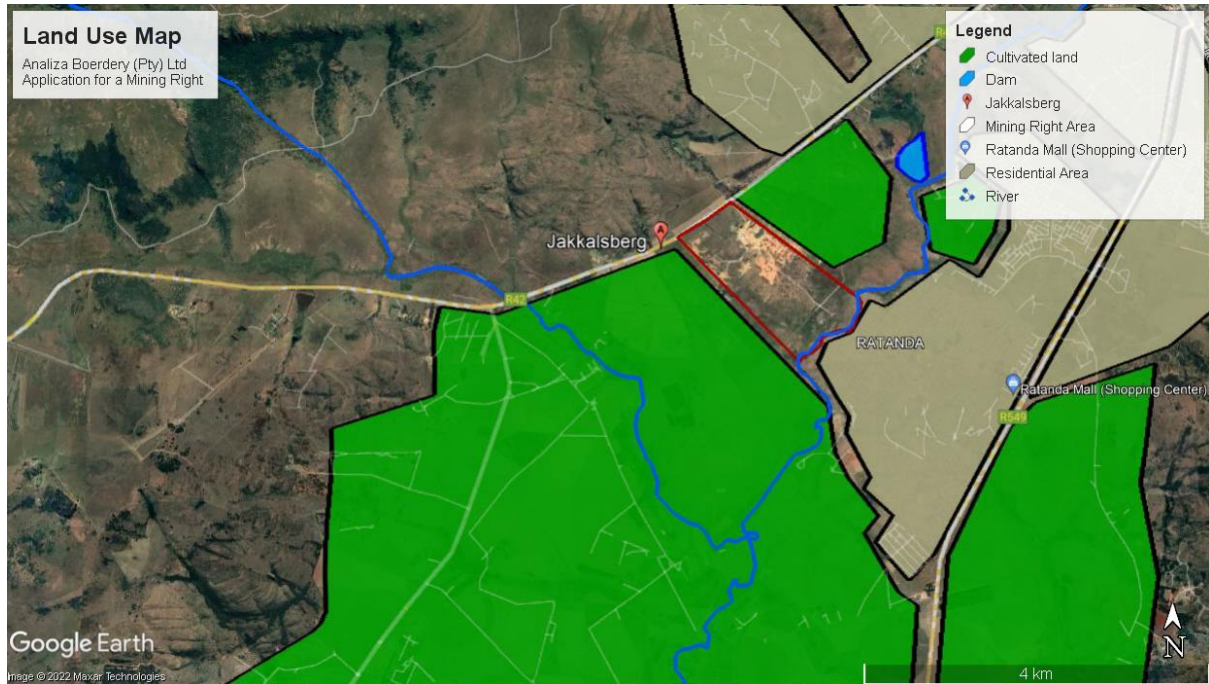 Land Use Map
Analiza Boerdery (Pty) Ltd
Application for a Mining Right
Legend
Cultivated land
Dam
Jakkalsberg
Mining Right Area
Ratanda Mall (Shopping Center)
Residential Area
River
A
Jakkalsberg
R42
RATANDA
Ratanda Mall (Shopping Center)
R549
Google Earth
Image © 2022 Maxar Technologies
N
4 km